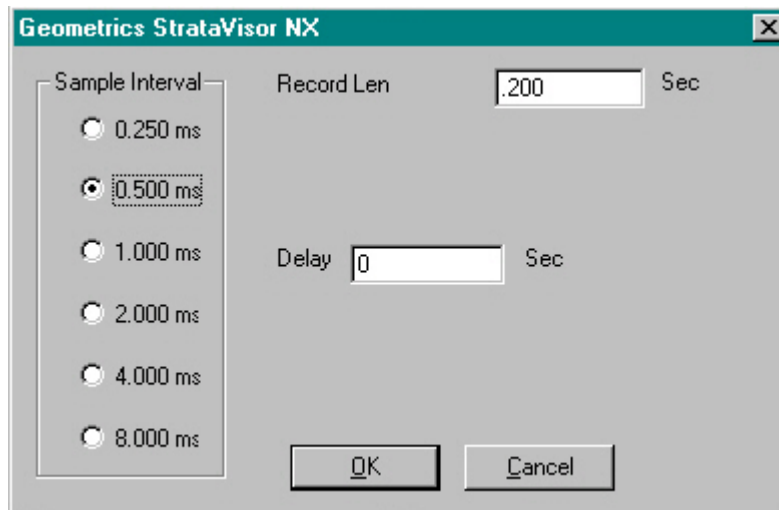 Geometrics StrataVisor NX
Sample Interval
0.250 ms
0.500 ms
1.000 ms
2.000 ms
4.000 ms
8.000 ms
Record Len .200 Sec
Delay 0 Sec
OK Cancel